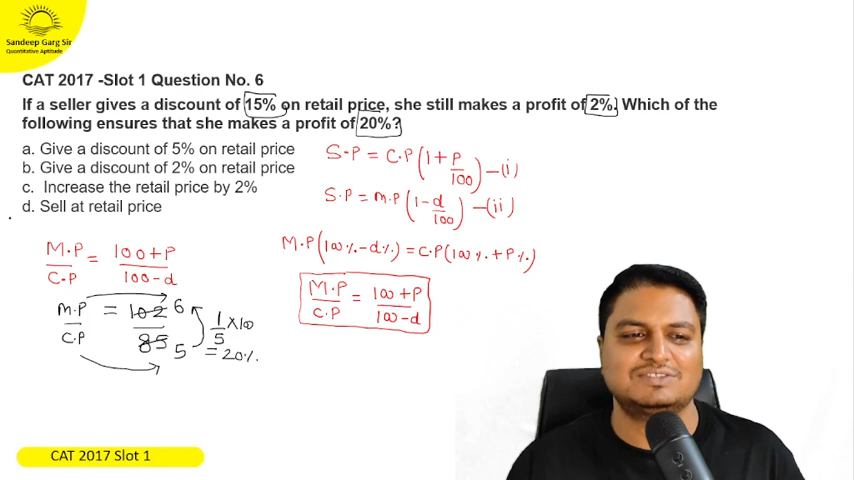 Sandeep Garg Sir
Quantitative Aptitude
CAT 2017 -Slot 1 Question No. 6
If a seller gives a discount of 15% on retail price, she still makes a profit of 2%. Which of the
following ensures that she makes a profit of 20%?
a. Give a discount of 5% on retail price
b. Give a discount of 2% on retail price
c. Increase the retail price by 2%
d. Sell at retail price
S.P = C.P (1 + P/100) — (i)
S.P = M.P (1 - d/100) — (ii)
M.P (100% - d%) = C.P (100% + P%)
M.P/C.P = 100 + P/100 - d
M.P/C.P = 100 + P/100 - d
M.P/C.P = 102/85 6/5
1/5 × 100
= 20%
CAT 2017 Slot 1